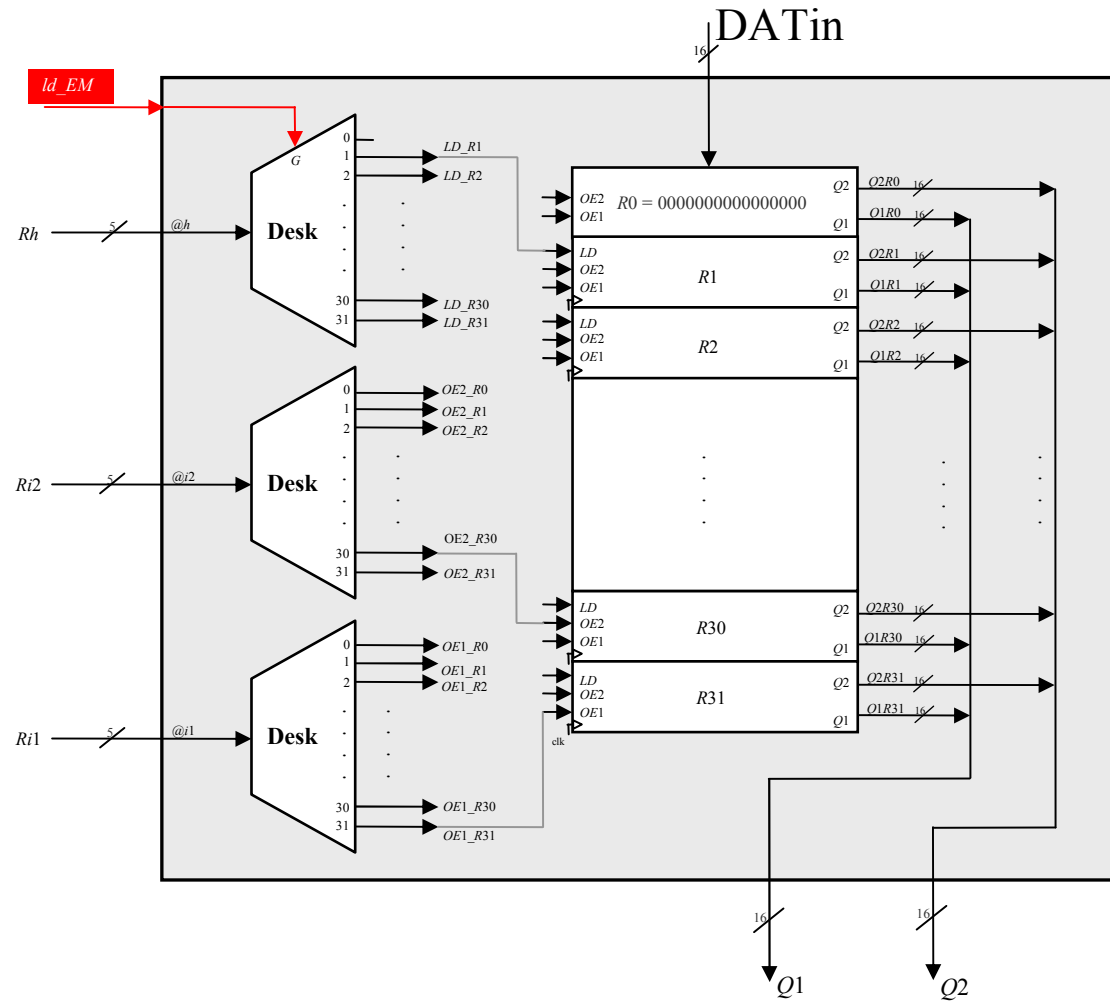 DATin
16
ld_EM
G
0
1
2
30
31
LD_R1
LD_R2
LD_R30
LD_R31
Rh
5
@h
Desk
OE2
OE1
R0 = 0000000000000000
Q2
Q1
Q2R0
16
Q1R0
16
LD
OE2
OE1
R1
Q2
Q1
Q2R1
16
Q1R1
16
LD
OE2
OE1
R2
Q2
Q1
Q2R2
16
Q1R2
16
Ri2
5
@i2
Desk
0
1
2
30
31
OE2_R0
OE2_R1
OE2_R2
OE2_R30
OE2_R31
LD
OE2
OE1
R30
Q2
Q1
Q2R30
16
Q1R30
16
LD
OE2
OE1
R31
Q2
Q1
Q2R31
16
Q1R31
16
clk
Ri1
5
@i1
Desk
0
1
2
30
31
OE1_R0
OE1_R1
OE1_R2
OE1_R30
OE1_R31
16
16
Q1
Q2